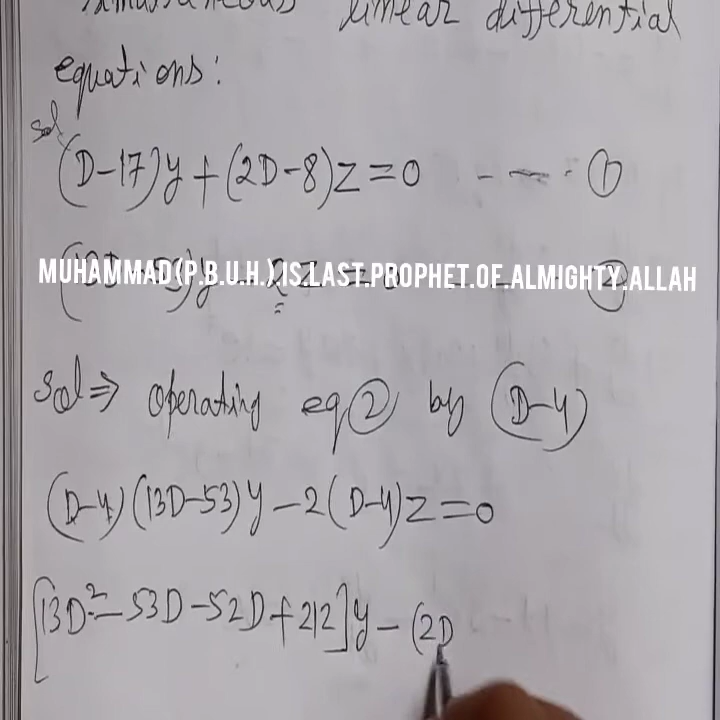 linear differential
equations:
sol
(D-17)y + (2D-8)z = 0 - - - ①
MUHAMMAD(P.B.U.H.) IS.LAST.PROPHET.OF.ALMIGHTY.ALLAH
Sol ⇒ operating eq ② by (D-4)
(D-4)(13D-53)y - 2(D-4)z = 0
[13D² - 53D - 52D + 212]y - (2D